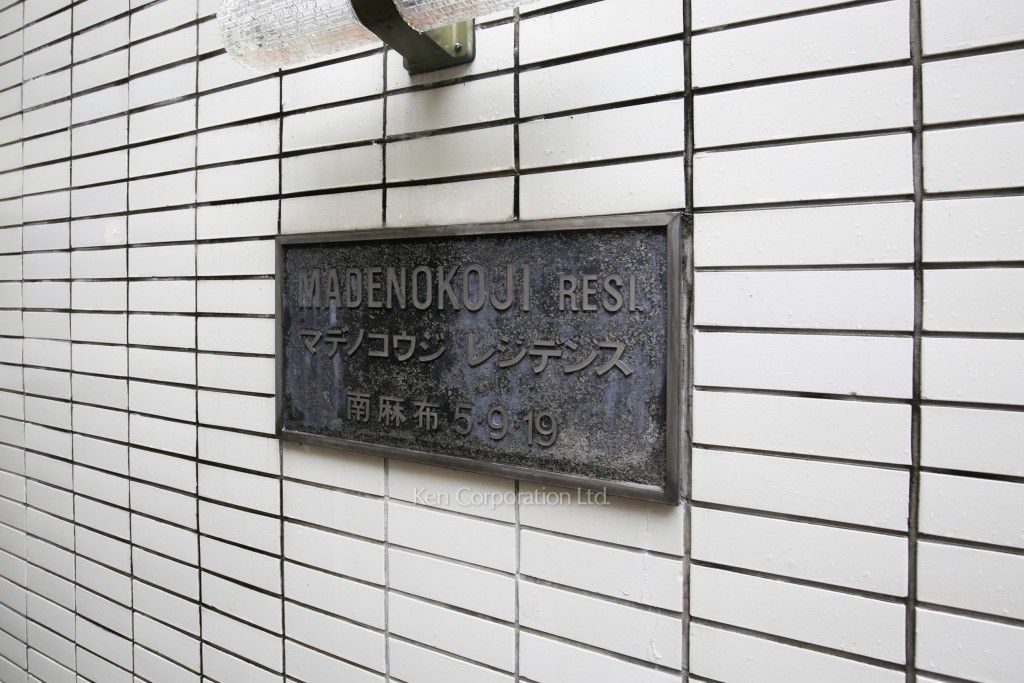 MADENOKOJI RESI.
マデノコウジ レジデンス
南麻布 5·9·19
Ken Corporation Ltd.